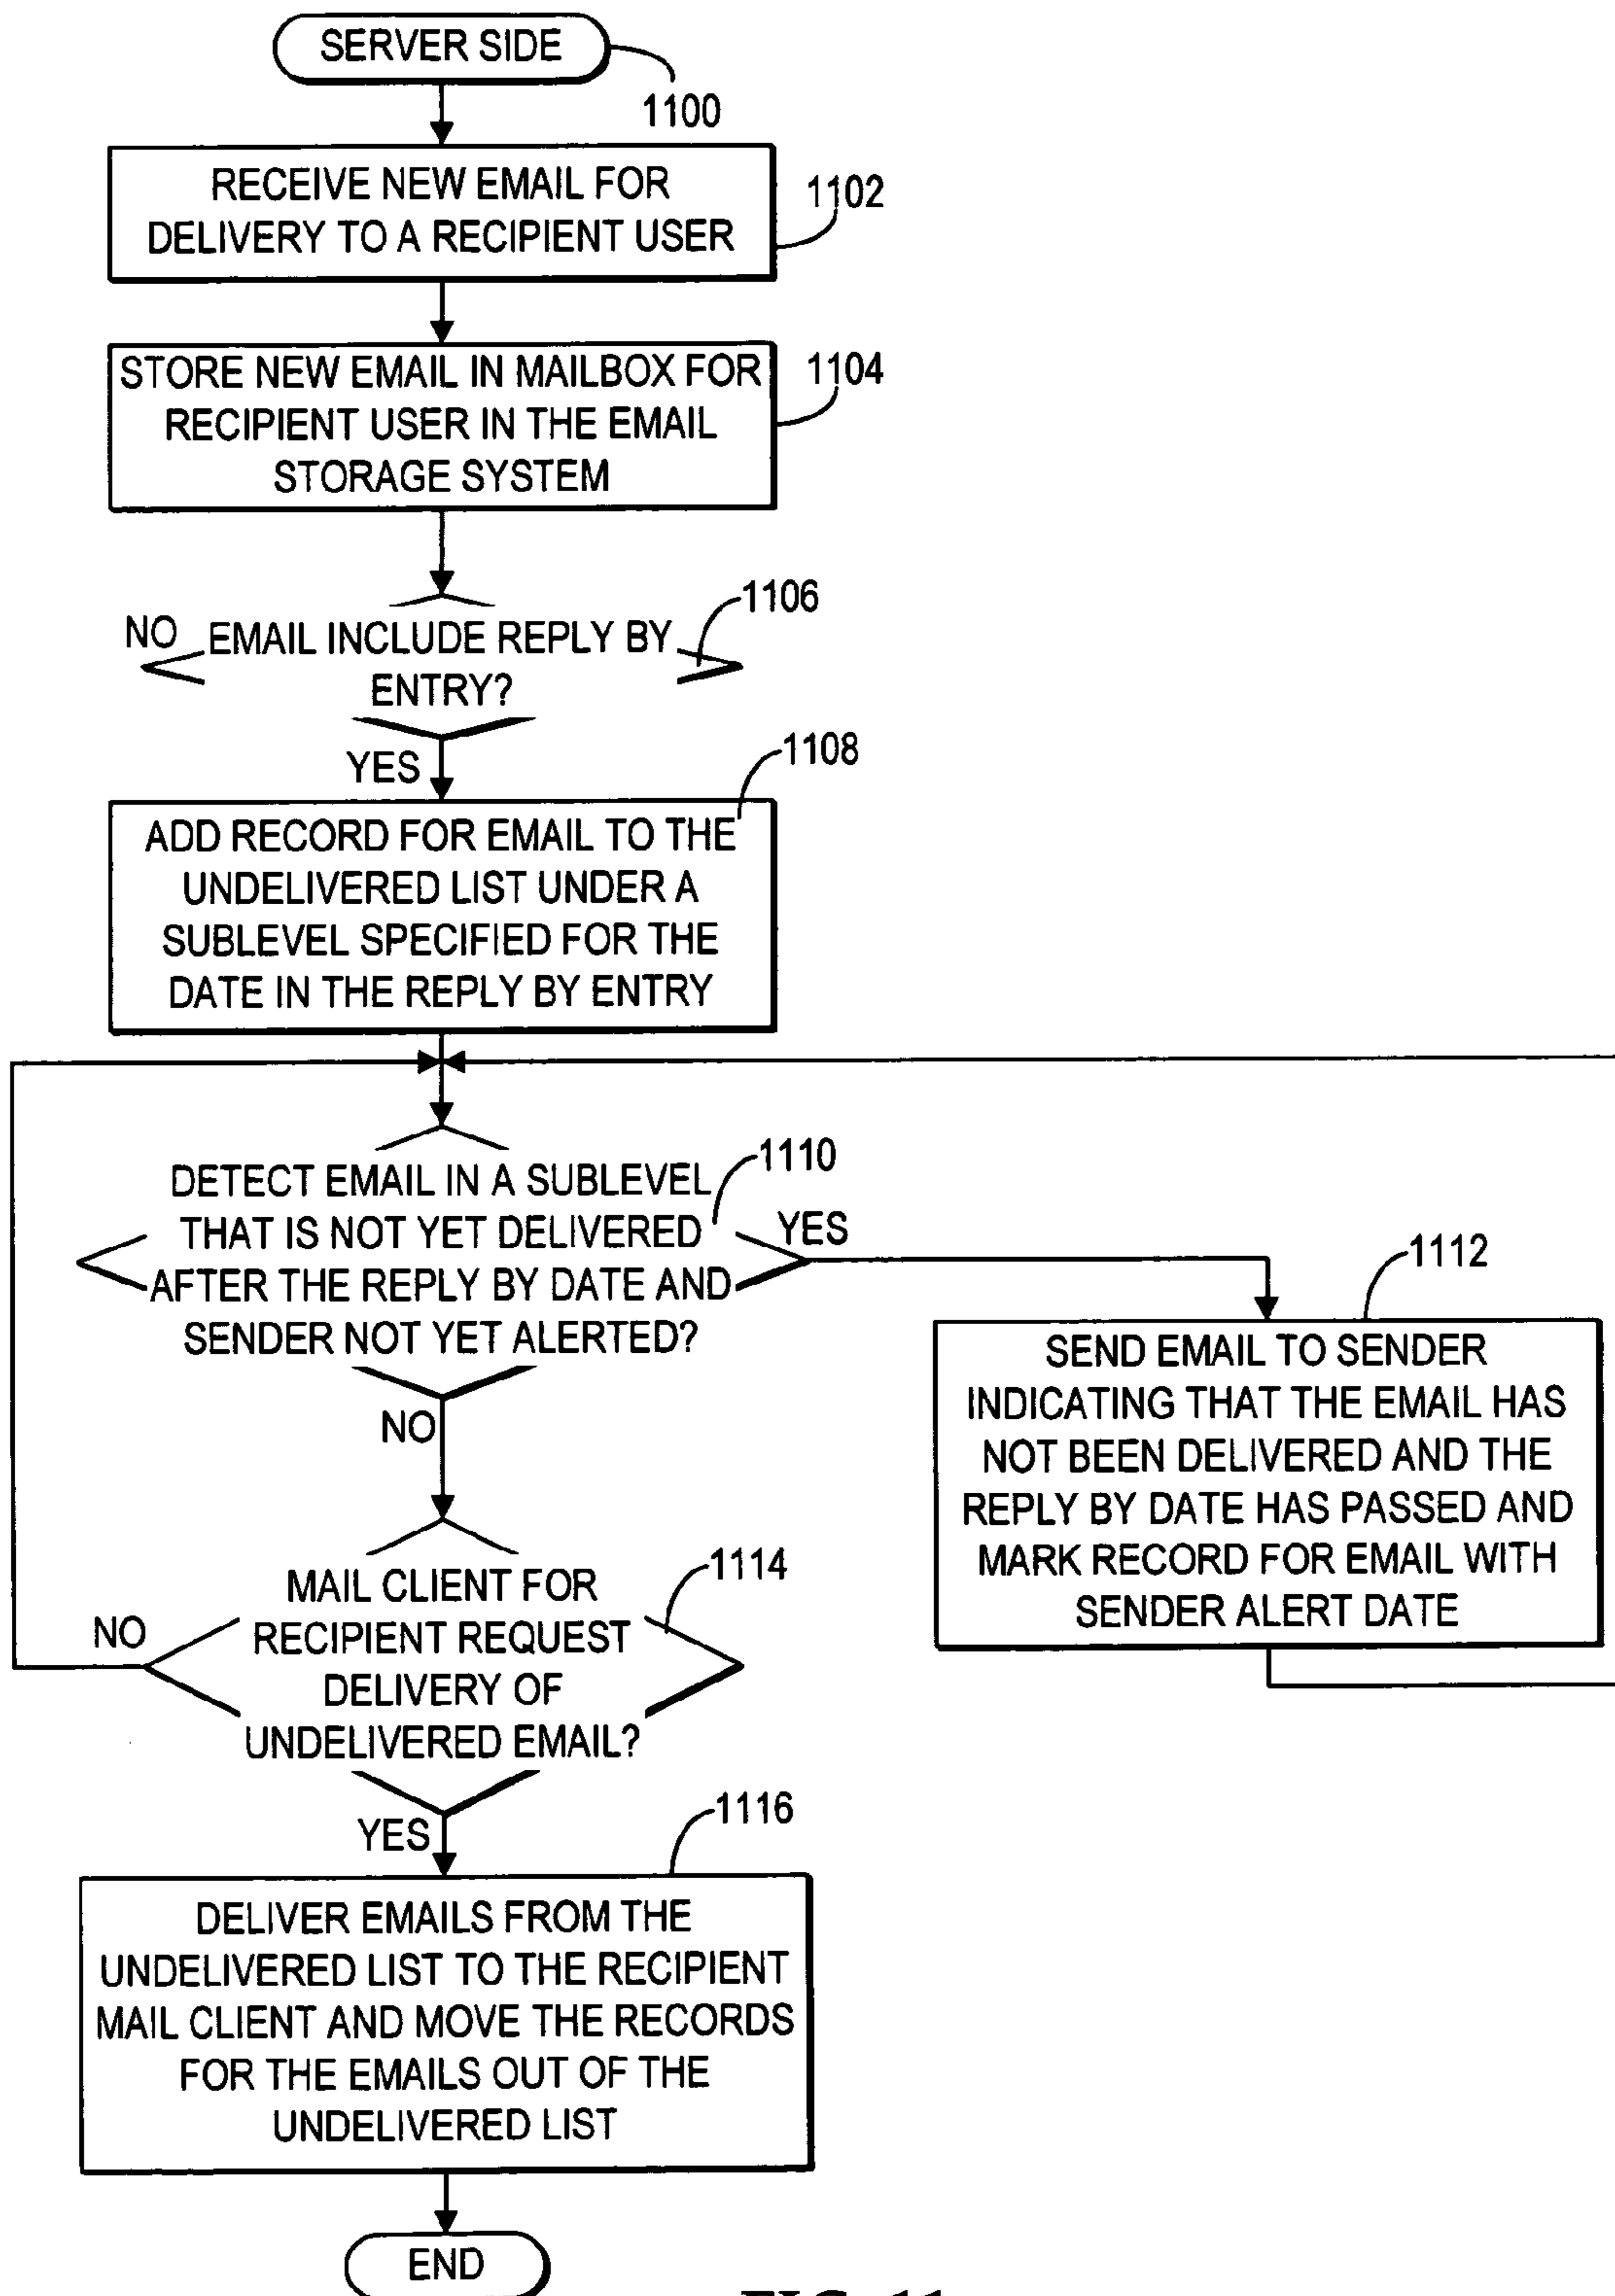 SERVER SIDE
1100
RECEIVE NEW EMAIL FOR
DELIVERY TO A RECIPIENT USER
1102
STORE NEW EMAIL IN MAILBOX FOR
RECIPIENT USER IN THE EMAIL
STORAGE SYSTEM
1104
1106
NO
EMAIL INCLUDE REPLY BY
ENTRY?
YES
1108
ADD RECORD FOR EMAIL TO THE
UNDELIVERED LIST UNDER A
SUBLEVEL SPECIFIED FOR THE
DATE IN THE REPLY BY ENTRY
1110
DETECT EMAIL IN A SUBLEVEL
THAT IS NOT YET DELIVERED
AFTER THE REPLY BY DATE AND
SENDER NOT YET ALERTED?
YES
1112
SEND EMAIL TO SENDER
INDICATING THAT THE EMAIL HAS
NOT BEEN DELIVERED AND THE
REPLY BY DATE HAS PASSED AND
MARK RECORD FOR EMAIL WITH
SENDER ALERT DATE
NO
1114
MAIL CLIENT FOR
RECIPIENT REQUEST
DELIVERY OF
UNDELIVERED EMAIL?
NO
YES
1116
DELIVER EMAILS FROM THE
UNDELIVERED LIST TO THE RECIPIENT
MAIL CLIENT AND MOVE THE RECORDS
FOR THE EMAILS OUT OF THE
UNDELIVERED LIST
END